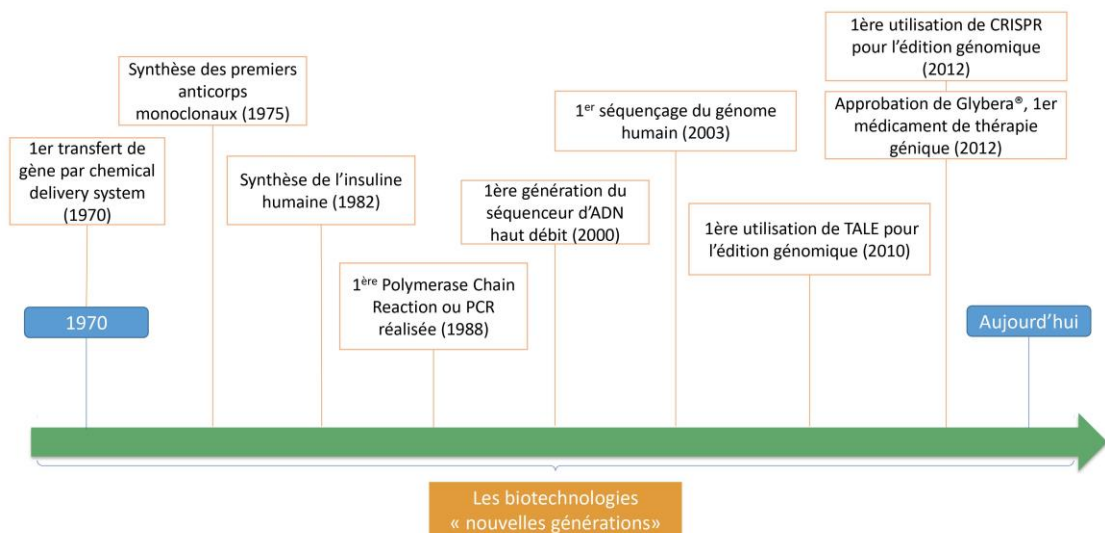 1er transfert de
gène par chemical
delivery system
(1970)
Synthèse des premiers
anticorps
monoclonaux (1975)
Synthèse de l’insuline
humaine (1982)
1ère Polymerase Chain
Reaction ou PCR
réalisée (1988)
1ère génération du
séquenceur d’ADN
haut débit (2000)
1er séquençage du génome
humain (2003)
1ère utilisation de TALE pour
l’édition génomique (2010)
1ère utilisation de CRISPR
pour l’édition génomique
(2012)
Approbation de Glybera®, 1er
médicament de thérapie
génique (2012)
1970
Aujourd’hui
Les biotechnologies
« nouvelles générations»